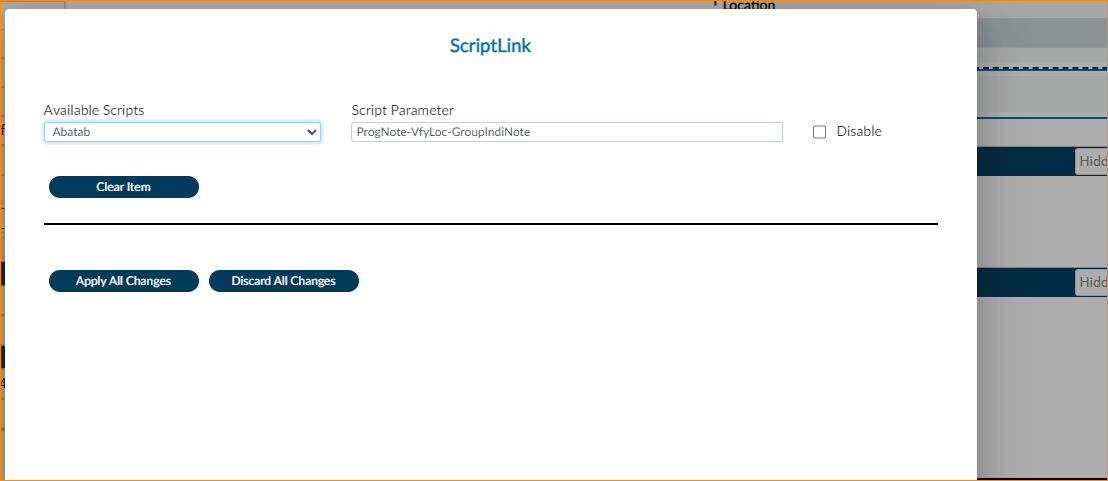 Location
ScriptLink
Available Scripts
Script Parameter
Abatab
ProgNote-VfyLoc-GroupIndiNote
Disable
Clear Item
Hidd
Apply All Changes
Discard All Changes
Hidd